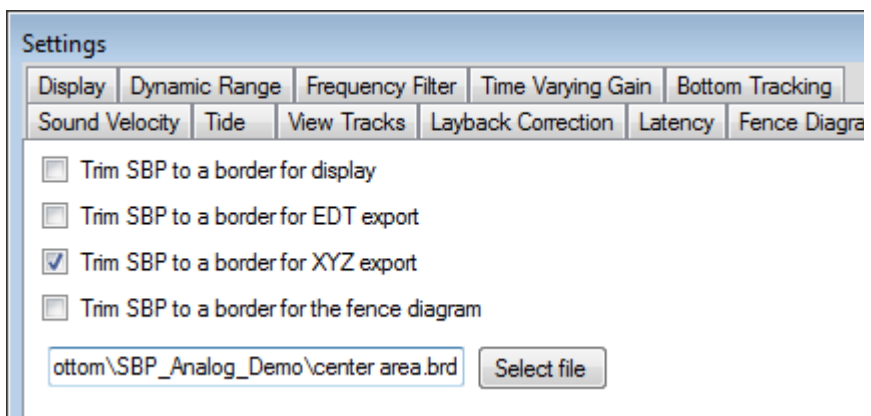 Settings
Display Dynamic Range Frequency Filter Time Varying Gain Bottom Tracking
Sound Velocity Tide View Tracks Layback Correction Latency Fence Diagra
Trim SBP to a border for display
Trim SBP to a border for EDT export
Trim SBP to a border for XYZ export
Trim SBP to a border for the fence diagram
ottom\SBP_Analog_Demo\center area.brd Select file